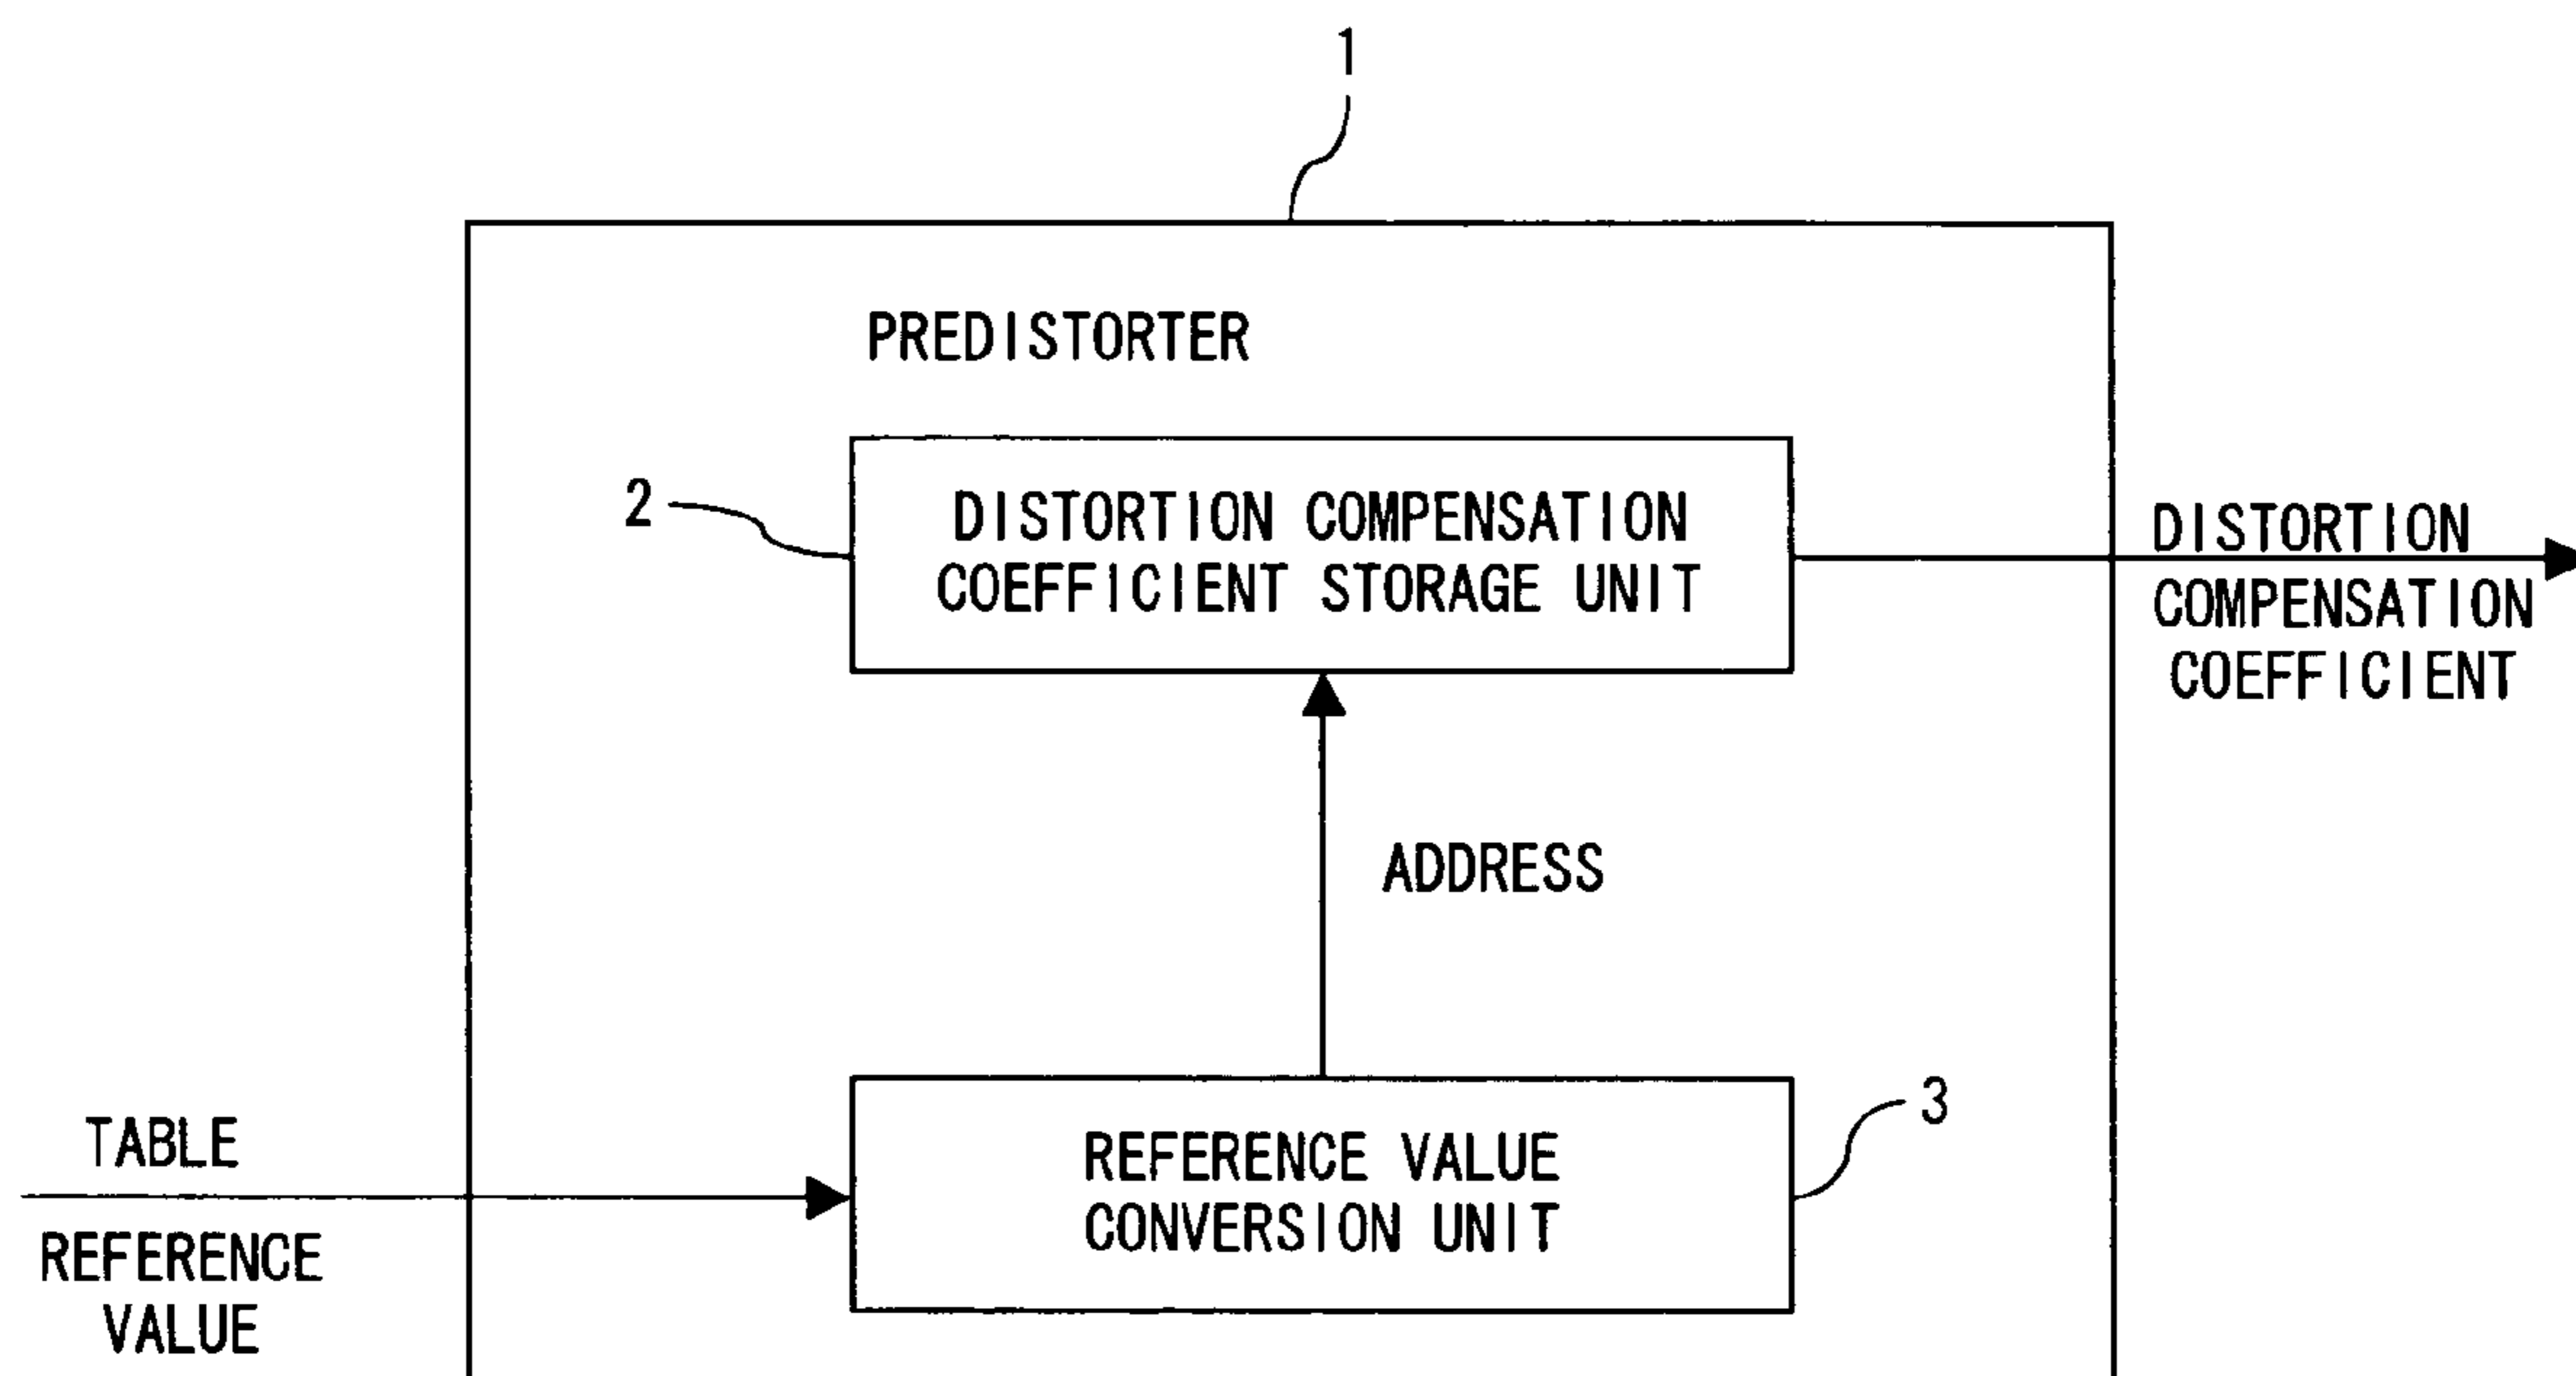 1
PREDISTORTER
2
DISTORTION COMPENSATION
COEFFICIENT STORAGE UNIT
DISTORTION
COMPENSATION
COEFFICIENT
ADDRESS
TABLE
REFERENCE
VALUE
REFERENCE VALUE
CONVERSION UNIT
3